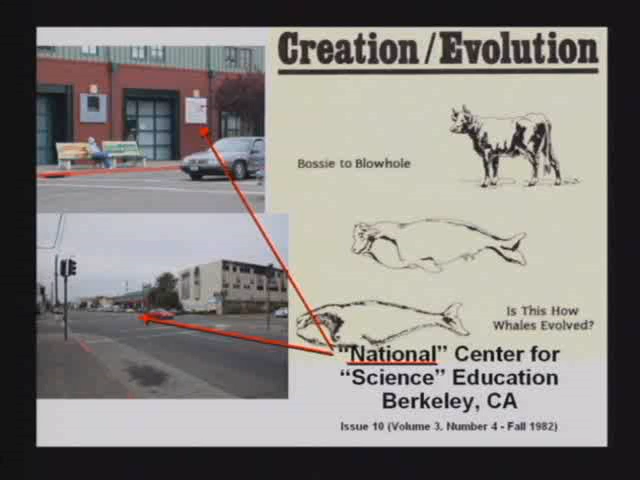 Creation/Evolution
Bossie to Blowhole
Is This How
Whales Evolved?
“National” Center for
“Science” Education
Berkeley, CA
Issue 10 (Volume 3, Number 4 - Fall 1982)